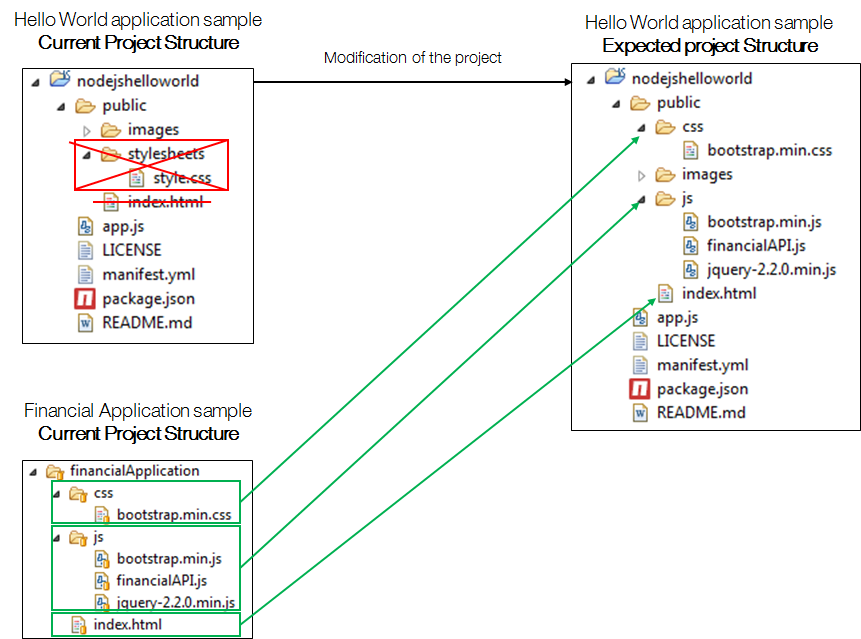 Hello World application sample
Current Project Structure
nodejshelloworld
public
images
stylesheets
style.css
index.html
app.js
LICENSE
manifest.yml
package.json
README.md
Modification of the project
Hello World application sample
Expected project Structure
nodejshelloworld
public
css
bootstrap.min.css
images
js
bootstrap.min.js
financialAPI.js
jquery-2.2.0.min.js
index.html
app.js
LICENSE
manifest.yml
package.json
README.md
Financial Application sample
Current Project Structure
financialApplication
css
bootstrap.min.css
js
bootstrap.min.js
financialAPI.js
jquery-2.2.0.min.js
index.html